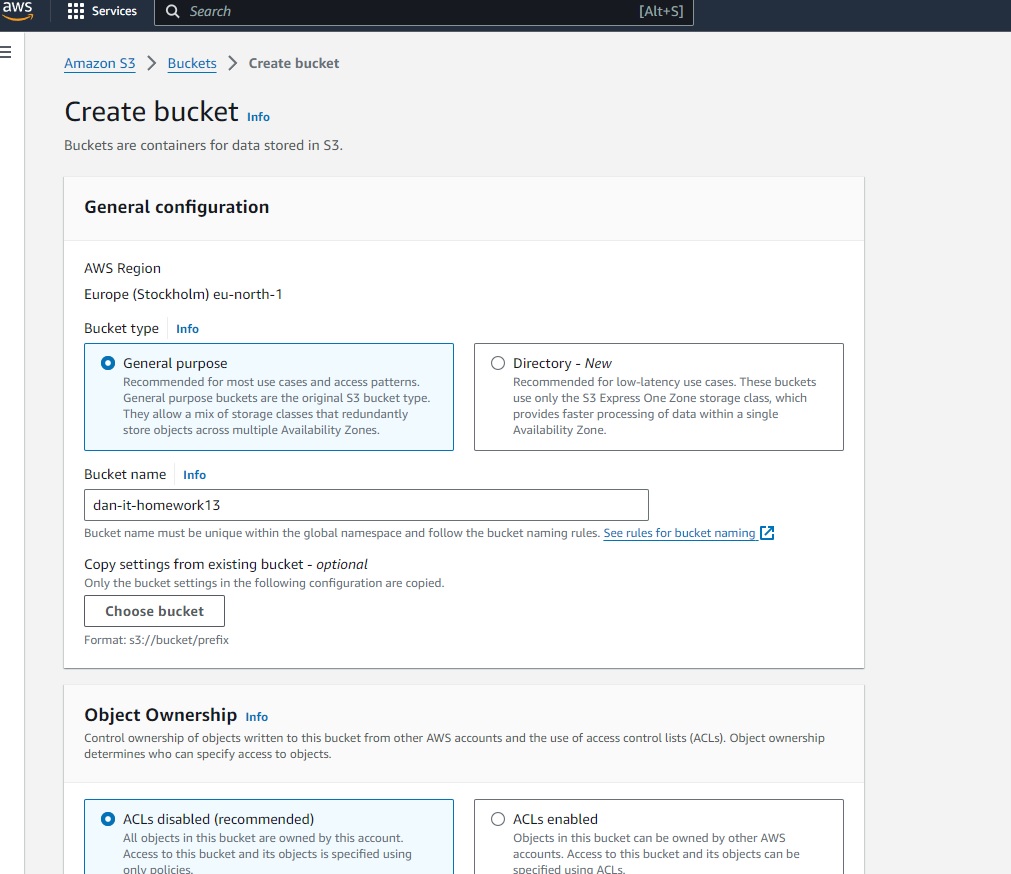 aws
Services
Search
[Alt+S]
Amazon S3 > Buckets > Create bucket
Create bucket Info
Buckets are containers for data stored in S3.
General configuration
AWS Region
Europe (Stockholm) eu-north-1
Bucket type Info
General purpose
Recommended for most use cases and access patterns.
General purpose buckets are the original S3 bucket type.
They allow a mix of storage classes that redundantly
store objects across multiple Availability Zones.
Directory - New
Recommended for low-latency use cases. These buckets
use only the S3 Express One Zone storage class, which
provides faster processing of data within a single
Availability Zone.
Bucket name Info
dan-it-homework13
Bucket name must be unique within the global namespace and follow the bucket naming rules. See rules for bucket naming
Copy settings from existing bucket - optional
Only the bucket settings in the following configuration are copied.
Choose bucket
Format: s3://bucket/prefix
Object Ownership Info
Control ownership of objects written to this bucket from other AWS accounts and the use of access control lists (ACLs). Object ownership
determines who can specify access to objects.
ACLs disabled (recommended)
All objects in this bucket are owned by this account.
Access to this bucket and its objects is specified using
only policies.
ACLs enabled
Objects in this bucket can be owned by other AWS
accounts. Access to this bucket and its objects can be
specified using ACLs.